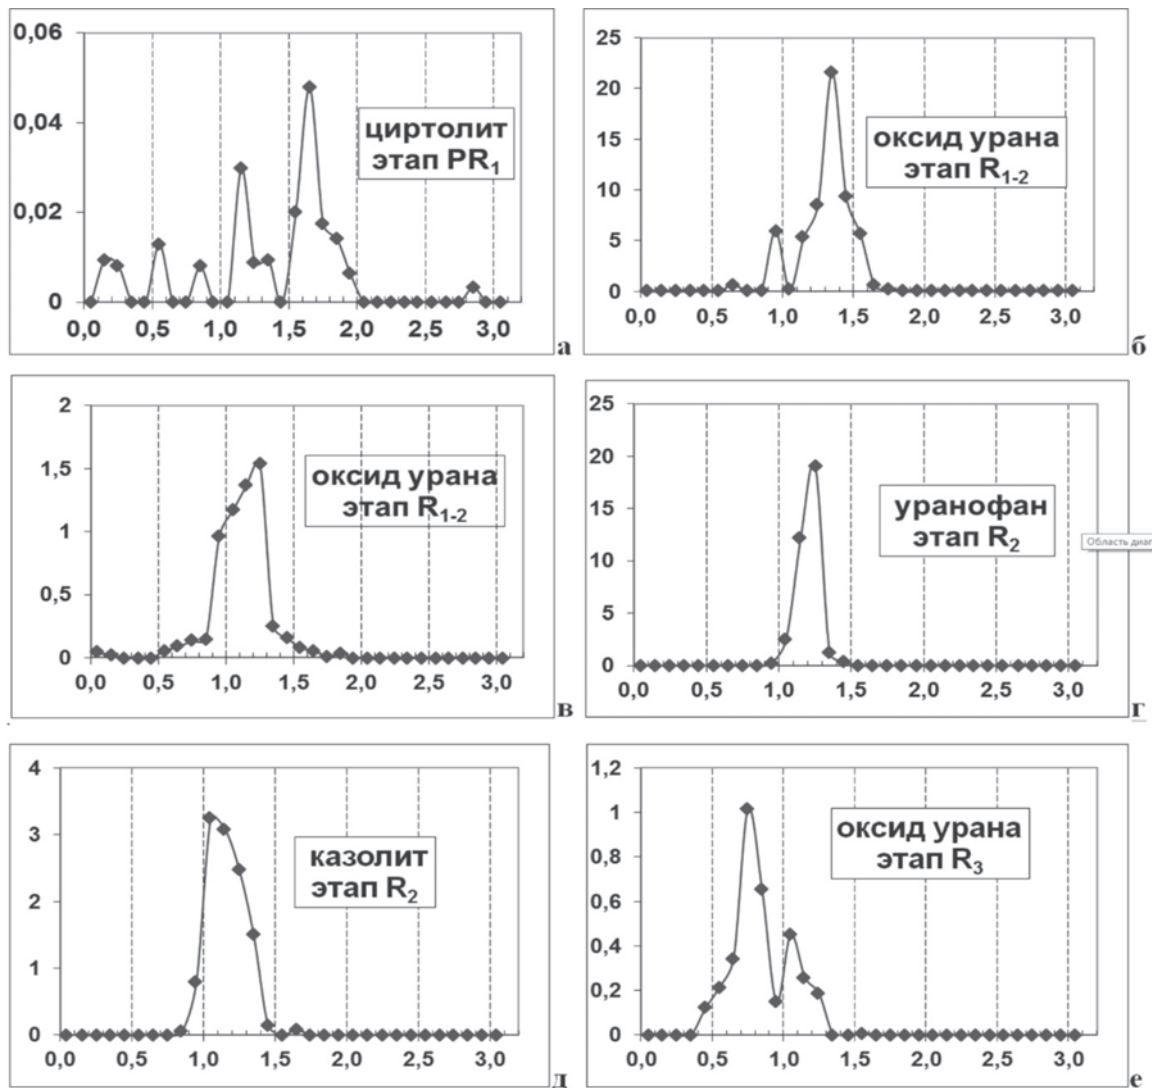 0,06
0,04
0,02
0
0,0 0,5 1,0 1,5 2,0 2,5 3,0
циртолит
этап PR₁
а
25
20
15
10
5
0
0,0 0,5 1,0 1,5 2,0 2,5 3,0
оксид урана
этап R₁₋₂
б
2
1,5
1
0,5
0
0,0 0,5 1,0 1,5 2,0 2,5 3,0
оксид урана
этап R₁₋₂
в
25
20
15
10
5
0
0,0 0,5 1,0 1,5 2,0 2,5 3,0
уранофан
этап R₂
Область диаг
г
4
3
2
1
0
0,0 0,5 1,0 1,5 2,0 2,5 3,0
казолит
этап R₂
д
1,2
1
0,8
0,6
0,4
0,2
0
0,0 0,5 1,0 1,5 2,0 2,5 3,0
оксид урана
этап R₃
е